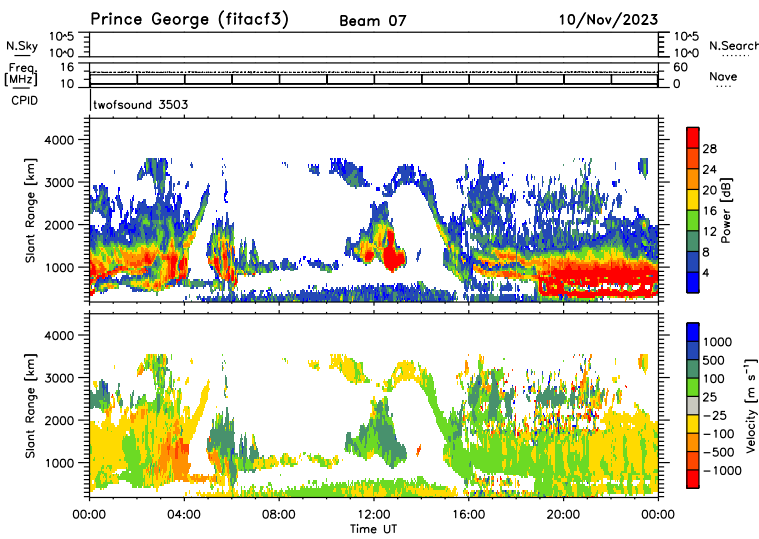 Prince George (fitacf3) Beam 07 10/Nov/2023
N.Sky 10^5 10^0 10^5 10^0 N.Search
Freq. [MHz] 16 10 60 0 Nave
CPID twofsound 3503
Slant Range [km] 4000 3000 2000 1000
28 24 20 16 12 8 4 Power [dB]
Slant Range [km] 4000 3000 2000 1000
1000 500 100 25 -25 -100 -500 -1000 Velocity [m s⁻¹]
00:00 04:00 08:00 12:00 16:00 20:00 00:00
Time UT